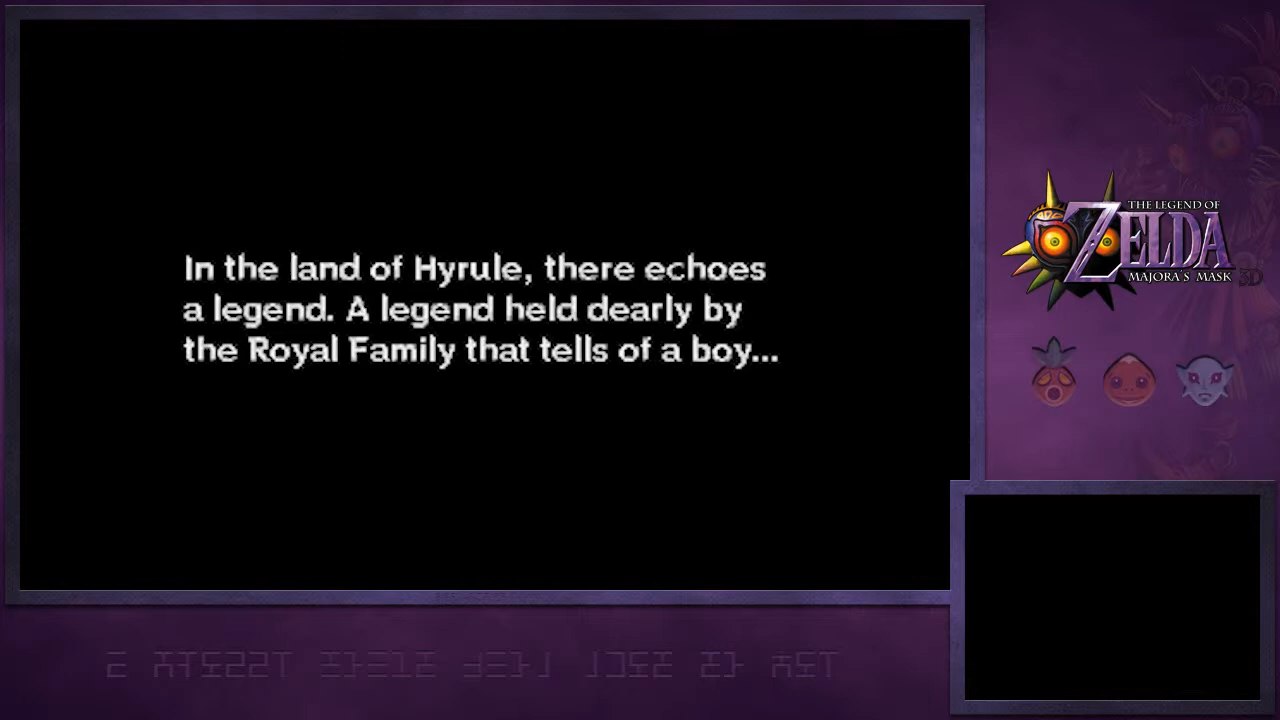 In the land of Hyrule, there echoes
a legend. A legend held dearly by
the Royal Family that tells of a boy...
THE LEGEND OF
ZELDA
MAJORA'S MASK 3D